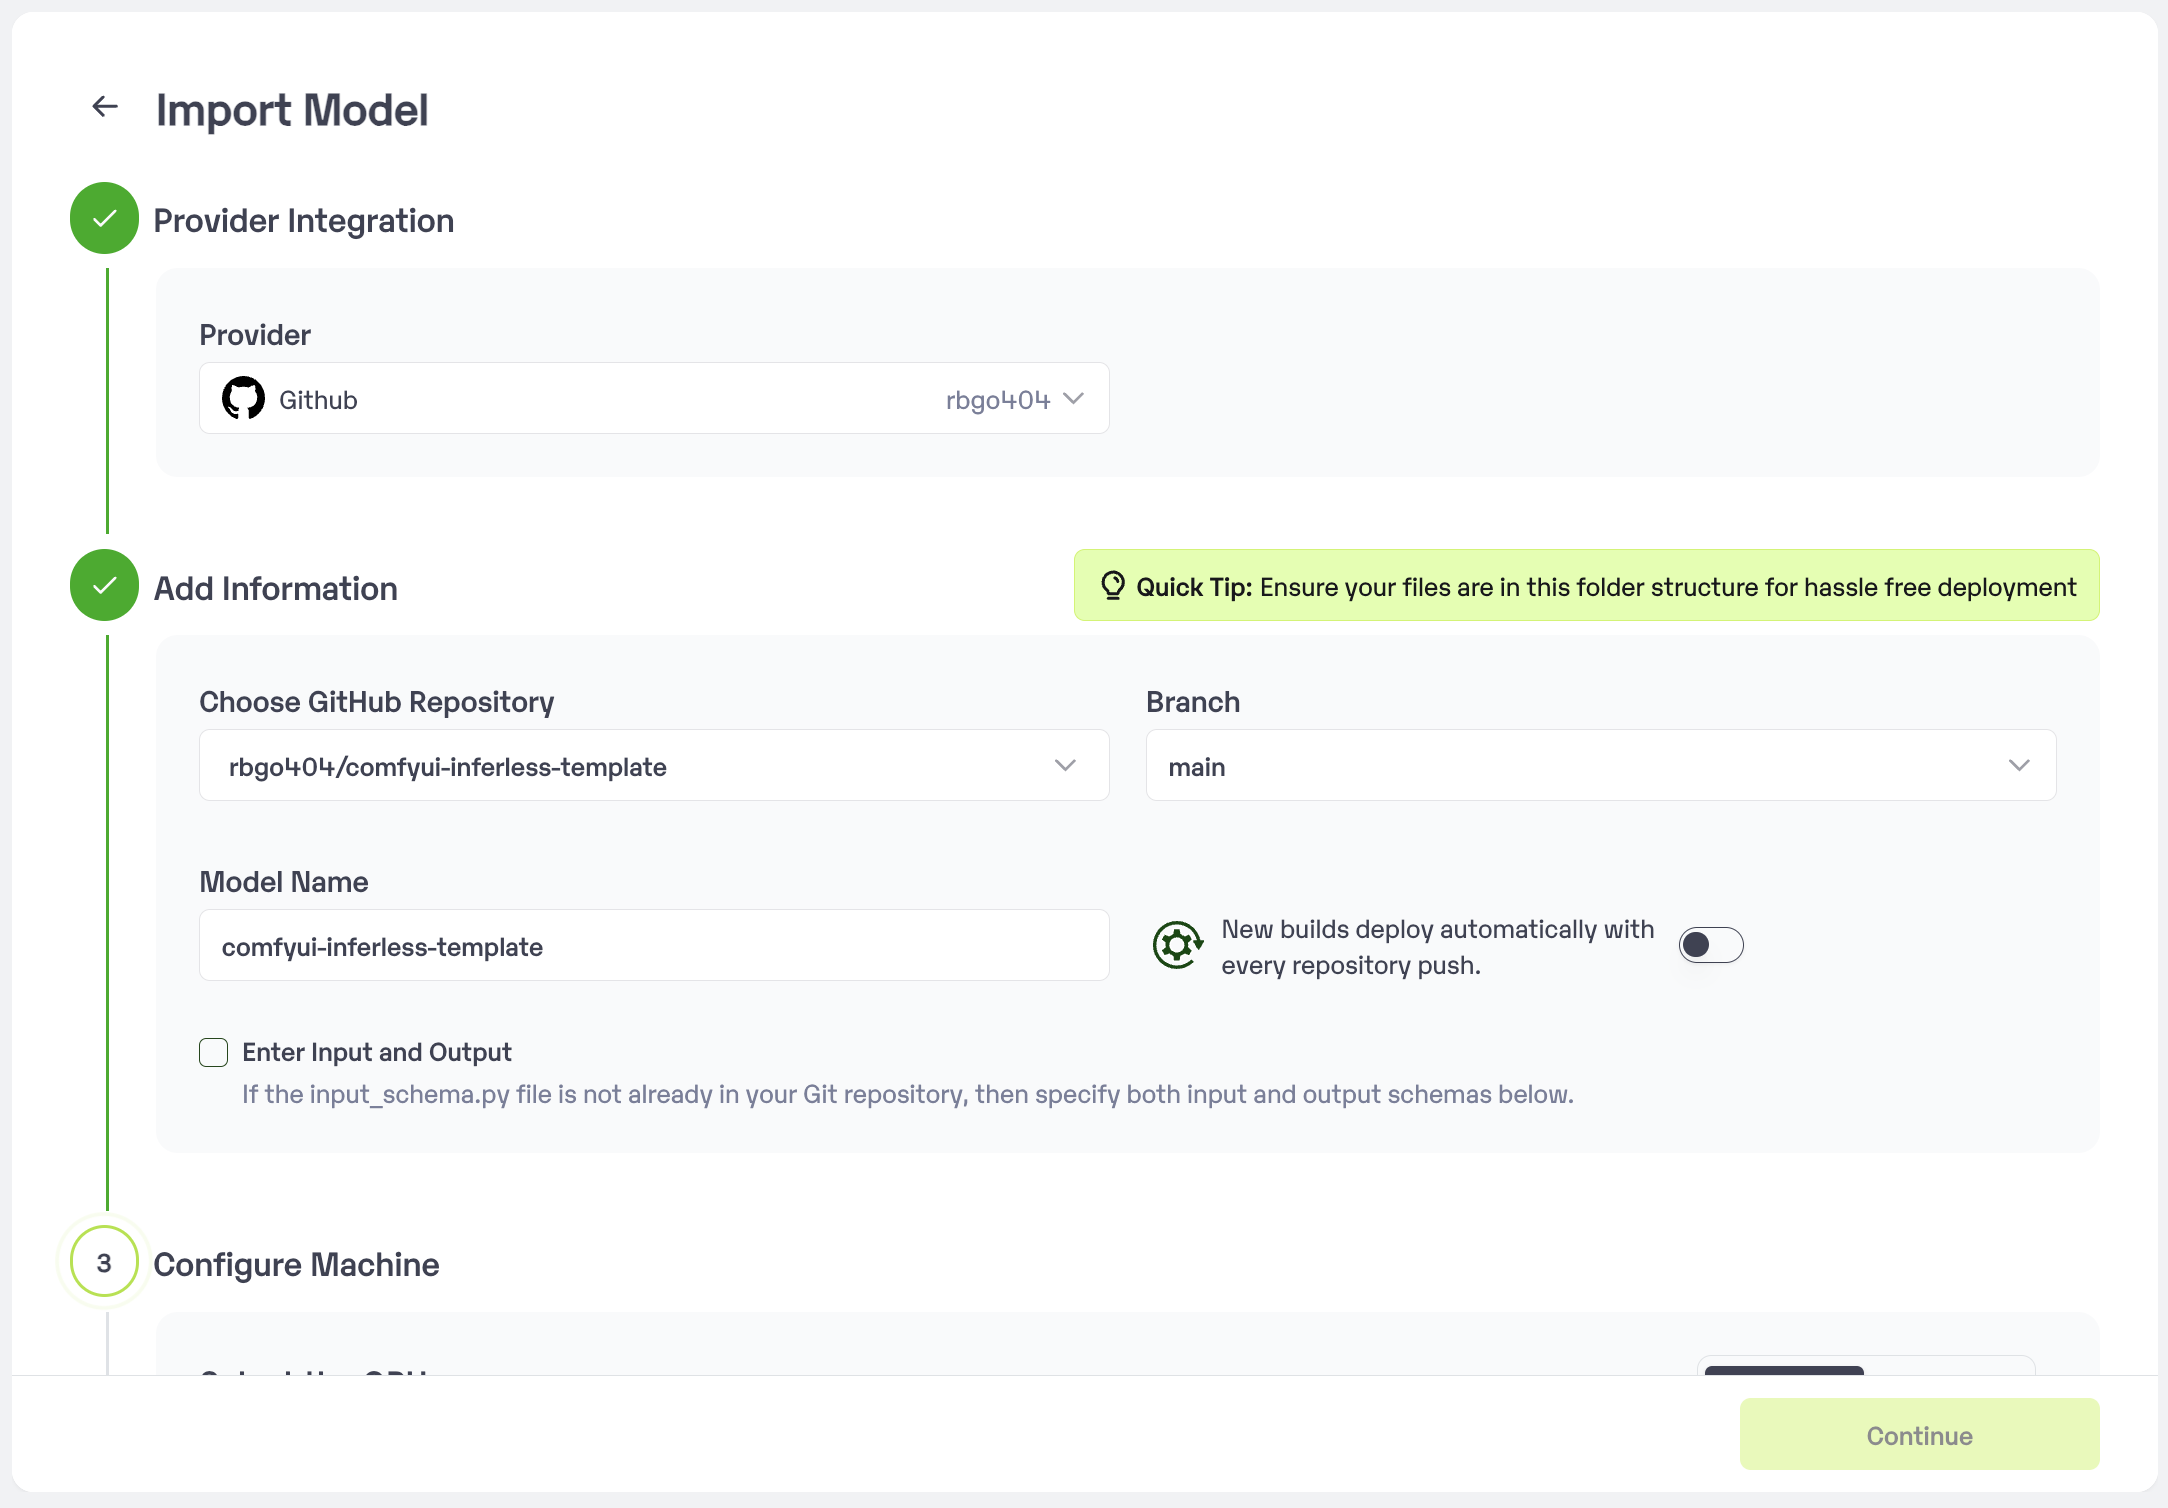 Import Model
Provider Integration
Provider
Github
rbgo404
Add Information
Quick Tip: Ensure your files are in this folder structure for hassle free deployment
Choose GitHub Repository
Branch
rbgo404/comfyui-inferless-template
main
Model Name
comfyui-inferless-template
New builds deploy automatically with
every repository push.
Enter Input and Output
If the input_schema.py file is not already in your Git repository, then specify both input and output schemas below.
3
Configure Machine
Continue